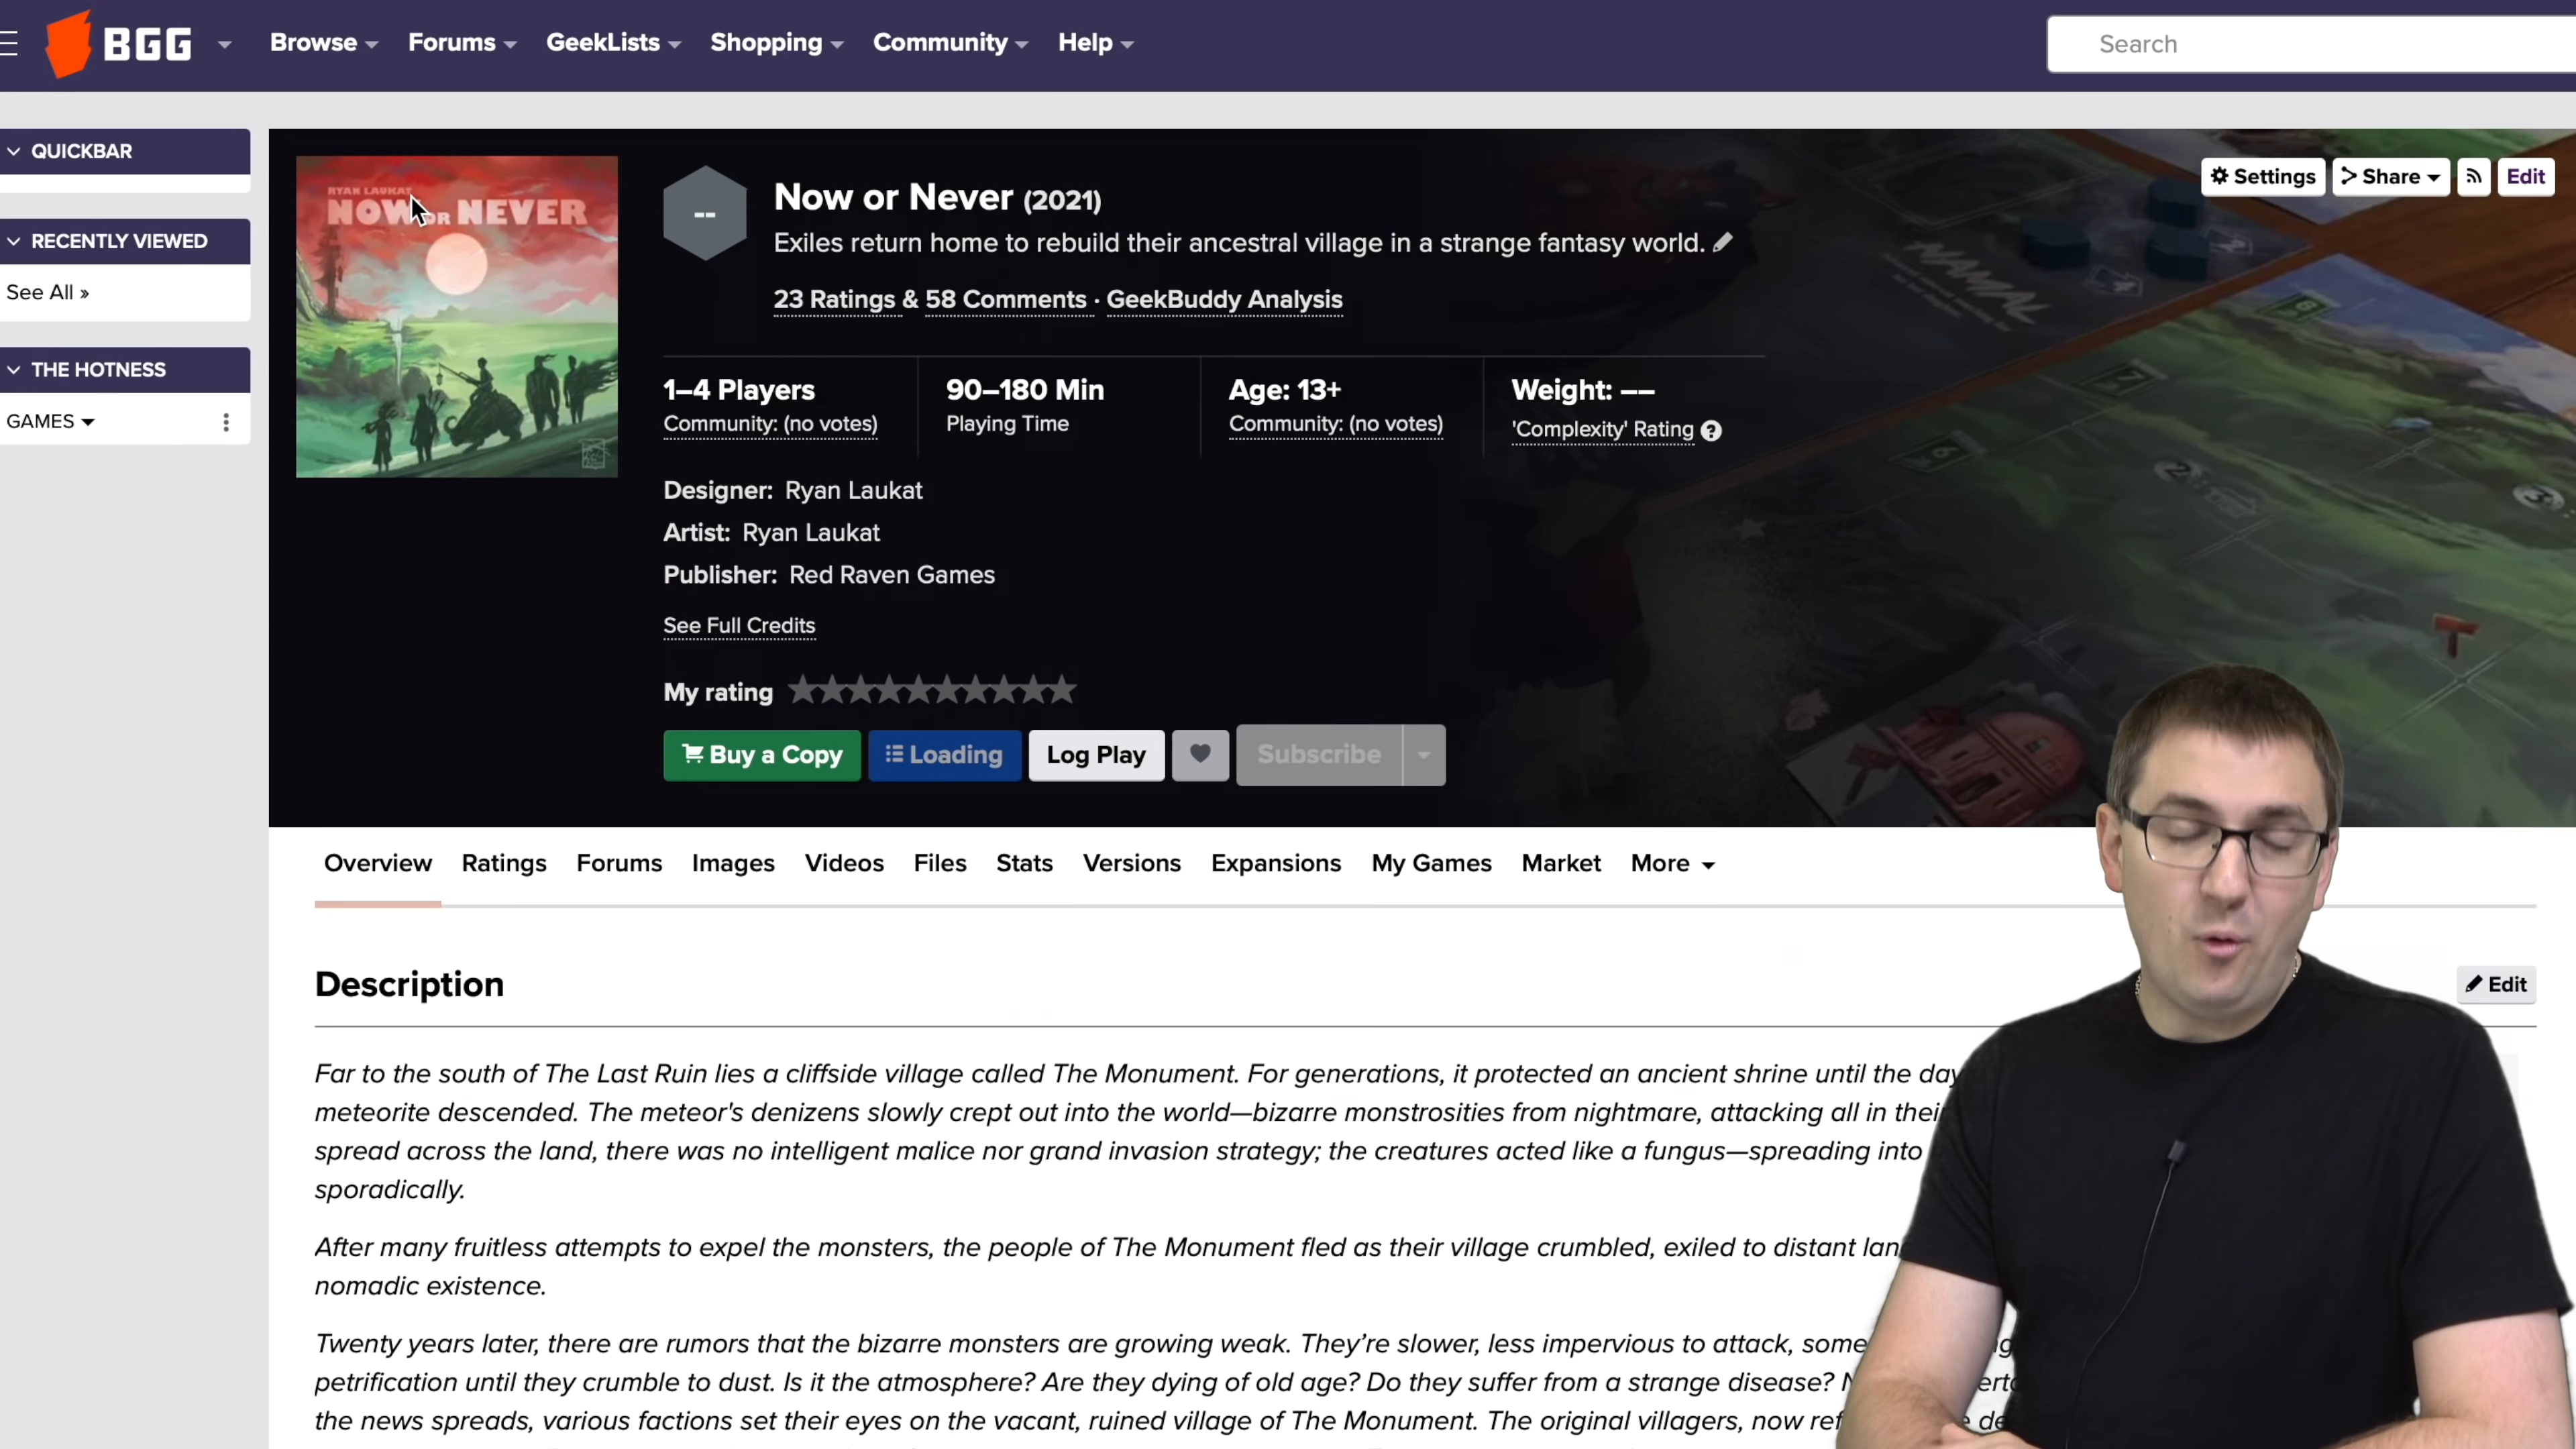 BGG Browse Forums GeekLists Shopping Community Help Search
QUICKBAR
RECENTLY VIEWED
See All »
THE HOTNESS
GAMES
RYAN LAUKAT
NOW OR NEVER
-- Now or Never (2021)
Exiles return home to rebuild their ancestral village in a strange fantasy world.
23 Ratings & 58 Comments · GeekBuddy Analysis
Settings Share Edit
1–4 Players 90–180 Min Age: 13+ Weight: ––
Community: (no votes) Playing Time Community: (no votes) 'Complexity' Rating ?
Designer: Ryan Laukat
Artist: Ryan Laukat
Publisher: Red Raven Games
See Full Credits
My rating
Buy a Copy Loading Log Play Subscribe
NAMAL
8
7
6
2
3
Overview Ratings Forums Images Videos Files Stats Versions Expansions My Games Market More
Description Edit
Far to the south of The Last Ruin lies a cliffside village called The Monument. For generations, it protected an ancient shrine until the day
meteorite descended. The meteor's denizens slowly crept out into the world—bizarre monstrosities from nightmare, attacking all in
spread across the land, there was no intelligent malice nor grand invasion strategy; the creatures acted like a fungus—spreading into
sporadically.
After many fruitless attempts to expel the monsters, the people of The Monument fled as their village crumbled, exiled to distant
nomadic existence.
Twenty years later, there are rumors that the bizarre monsters are growing weak. They’re slower, less impervious to attack, some
petrification until they crumble to dust. Is it the atmosphere? Are they dying of old age? Do they suffer from a strange disease?
the news spreads, various factions set their eyes on the vacant, ruined village of The Monument. The original villagers, now